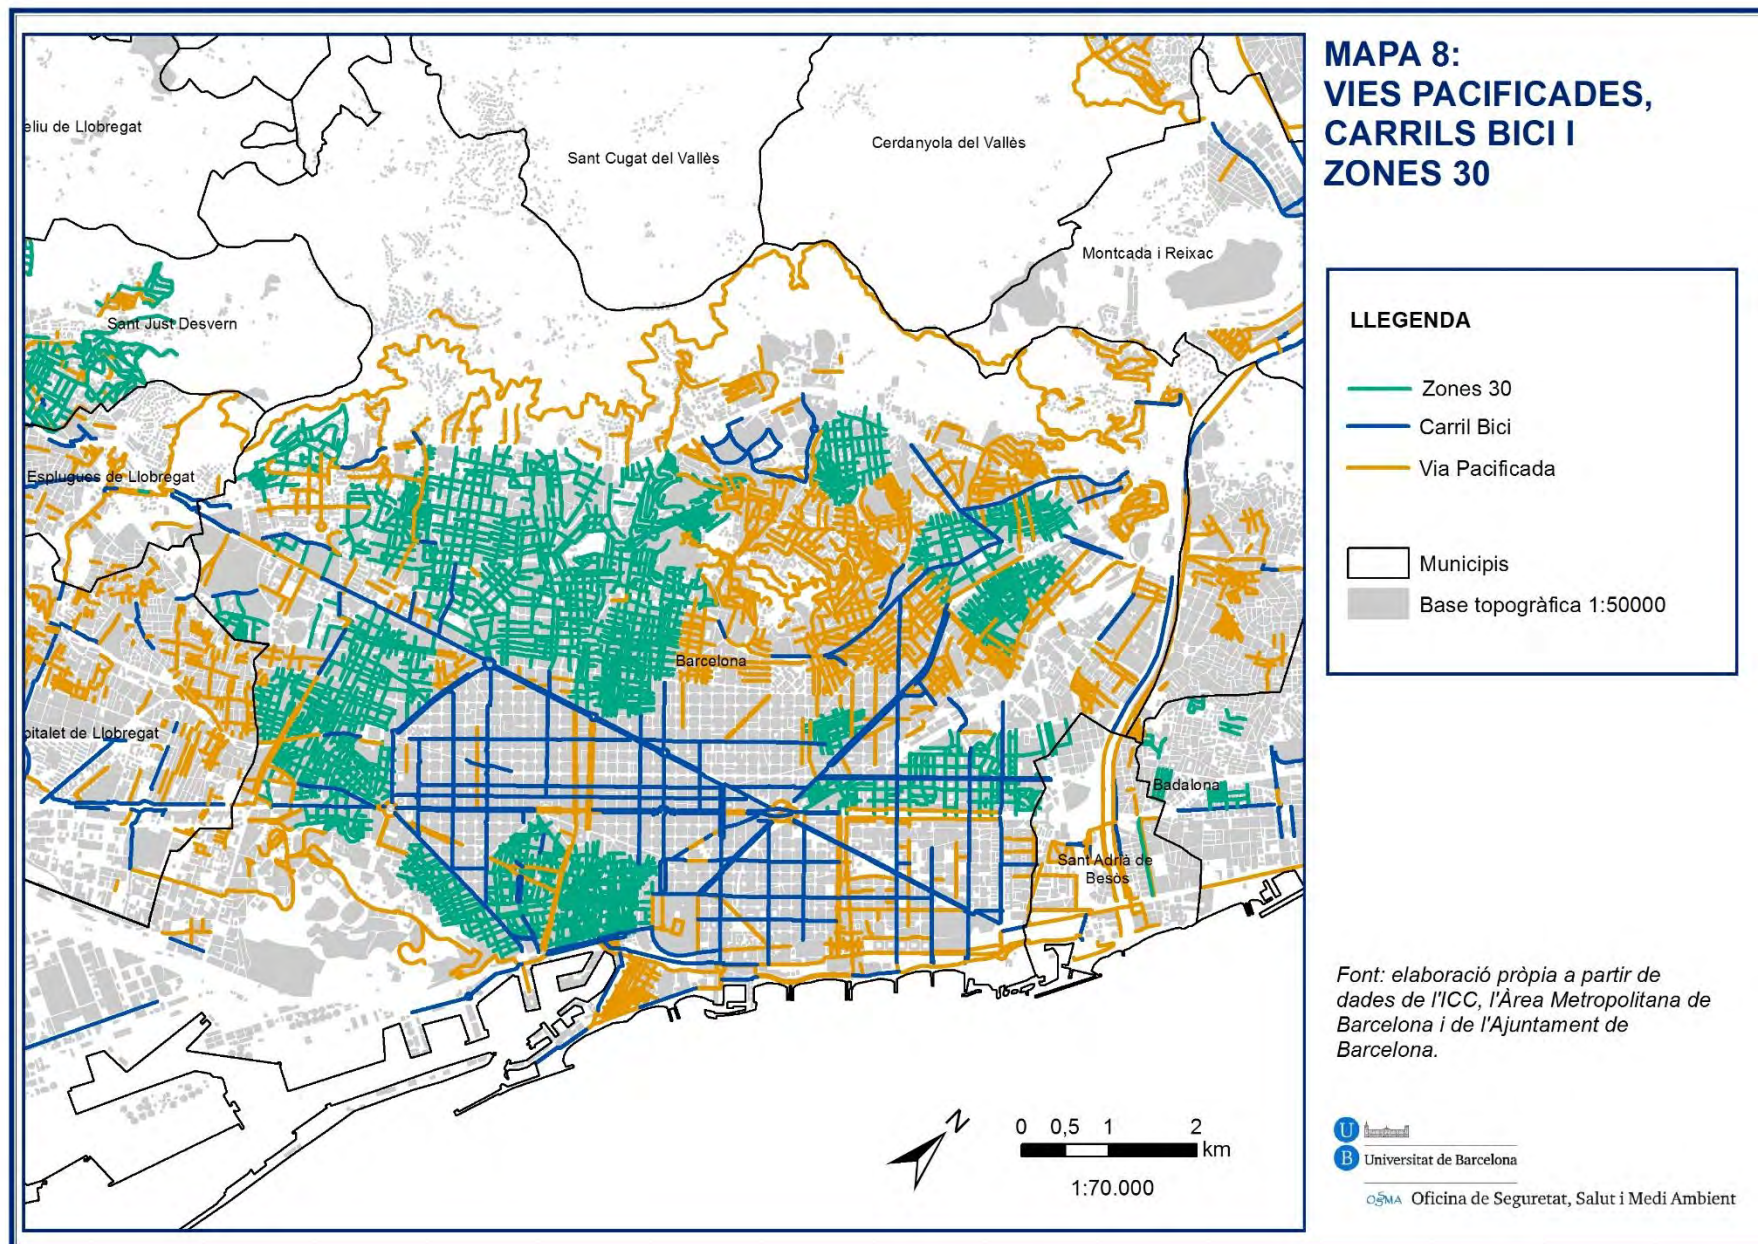 MAPA 8:
VIES PACIFICADES,
CARRILS BICI I
ZONES 30
eliu de Llobregat
Sant Cugat del Vallès
Cerdanyola del Vallès
Montcada i Reixac
Sant Just Desvern
Esplugues de Llobregat
Barcelona
pitalet de Llobregat
Badalona
Sant Adrià de
Besòs
LLEGENDA
Zones 30
Carril Bici
Via Pacificada
Municipis
Base topogràfica 1:50000
Font: elaboració pròpia a partir de
dades de l'ICC, l'Àrea Metropolitana de
Barcelona i de l'Ajuntament de
Barcelona.
N
0 0,5 1 2
km
1:70.000
U
B
Universitat de Barcelona
OSSMA Oficina de Seguretat, Salut i Medi Ambient